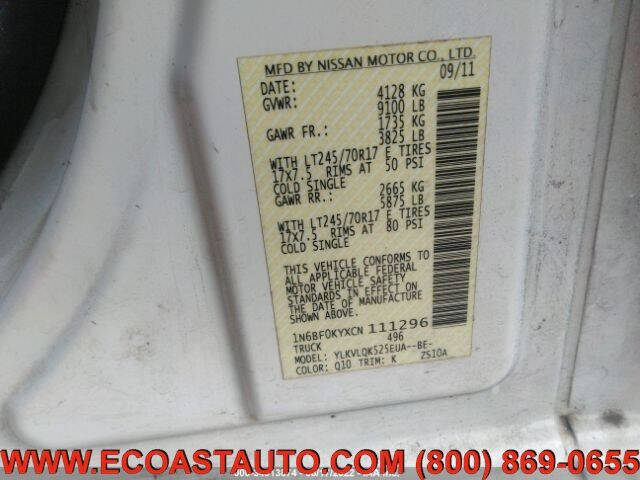 MFD BY NISSAN MOTOR CO., LTD.
DATE: 09/11
GVWR: 4128 KG
9100 LB
GAWR FR.: 1735 KG
3825 LB
WITH LT245/70R17 E TIRES
17x7.5 RIMS AT 50 PSI
COLD SINGLE
GAWR RR.: 2665 KG
5875 LB
WITH LT245/70R17 E TIRES
17x7.5 RIMS AT 80 PSI
COLD SINGLE
THIS VEHICLE CONFORMS TO
ALL APPLICABLE FEDERAL
MOTOR VEHICLE SAFETY
STANDARDS IN EFFECT ON
THE DATE OF MANUFACTURE
SHOWN ABOVE.
1N6BF0KYXCN 111296
TRUCK 496
MODEL: YLKVLQK525EUA--BE-
COLOR: Q10 TRIM: K ZS10A
WWW.ECOASTAUTO.COM (800) 869-0655